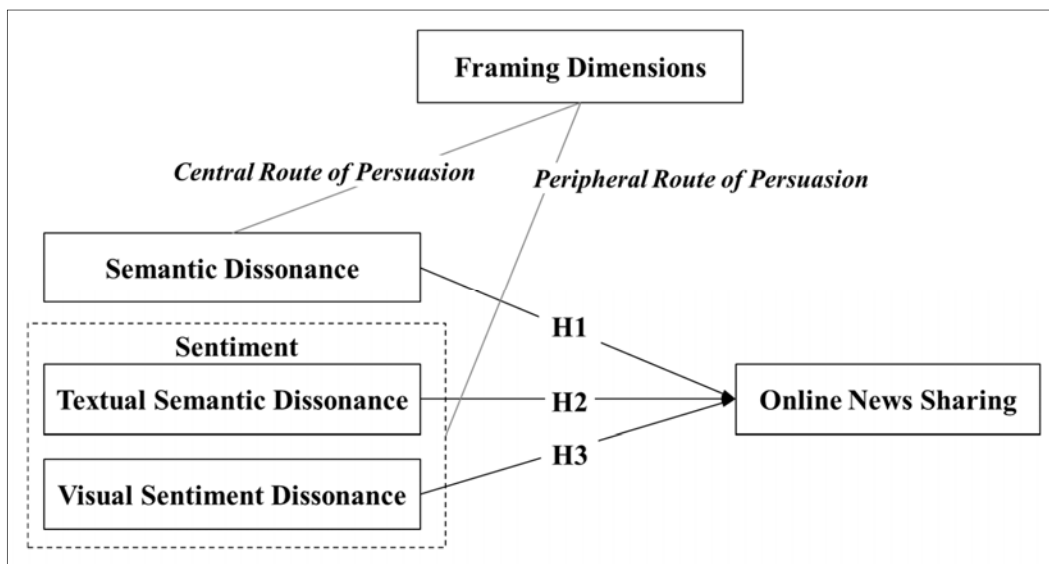 Framing Dimensions
Central Route of Persuasion
Peripheral Route of Persuasion
Semantic Dissonance
H1
Sentiment
Textual Semantic Dissonance
H2
Online News Sharing
H3
Visual Sentiment Dissonance